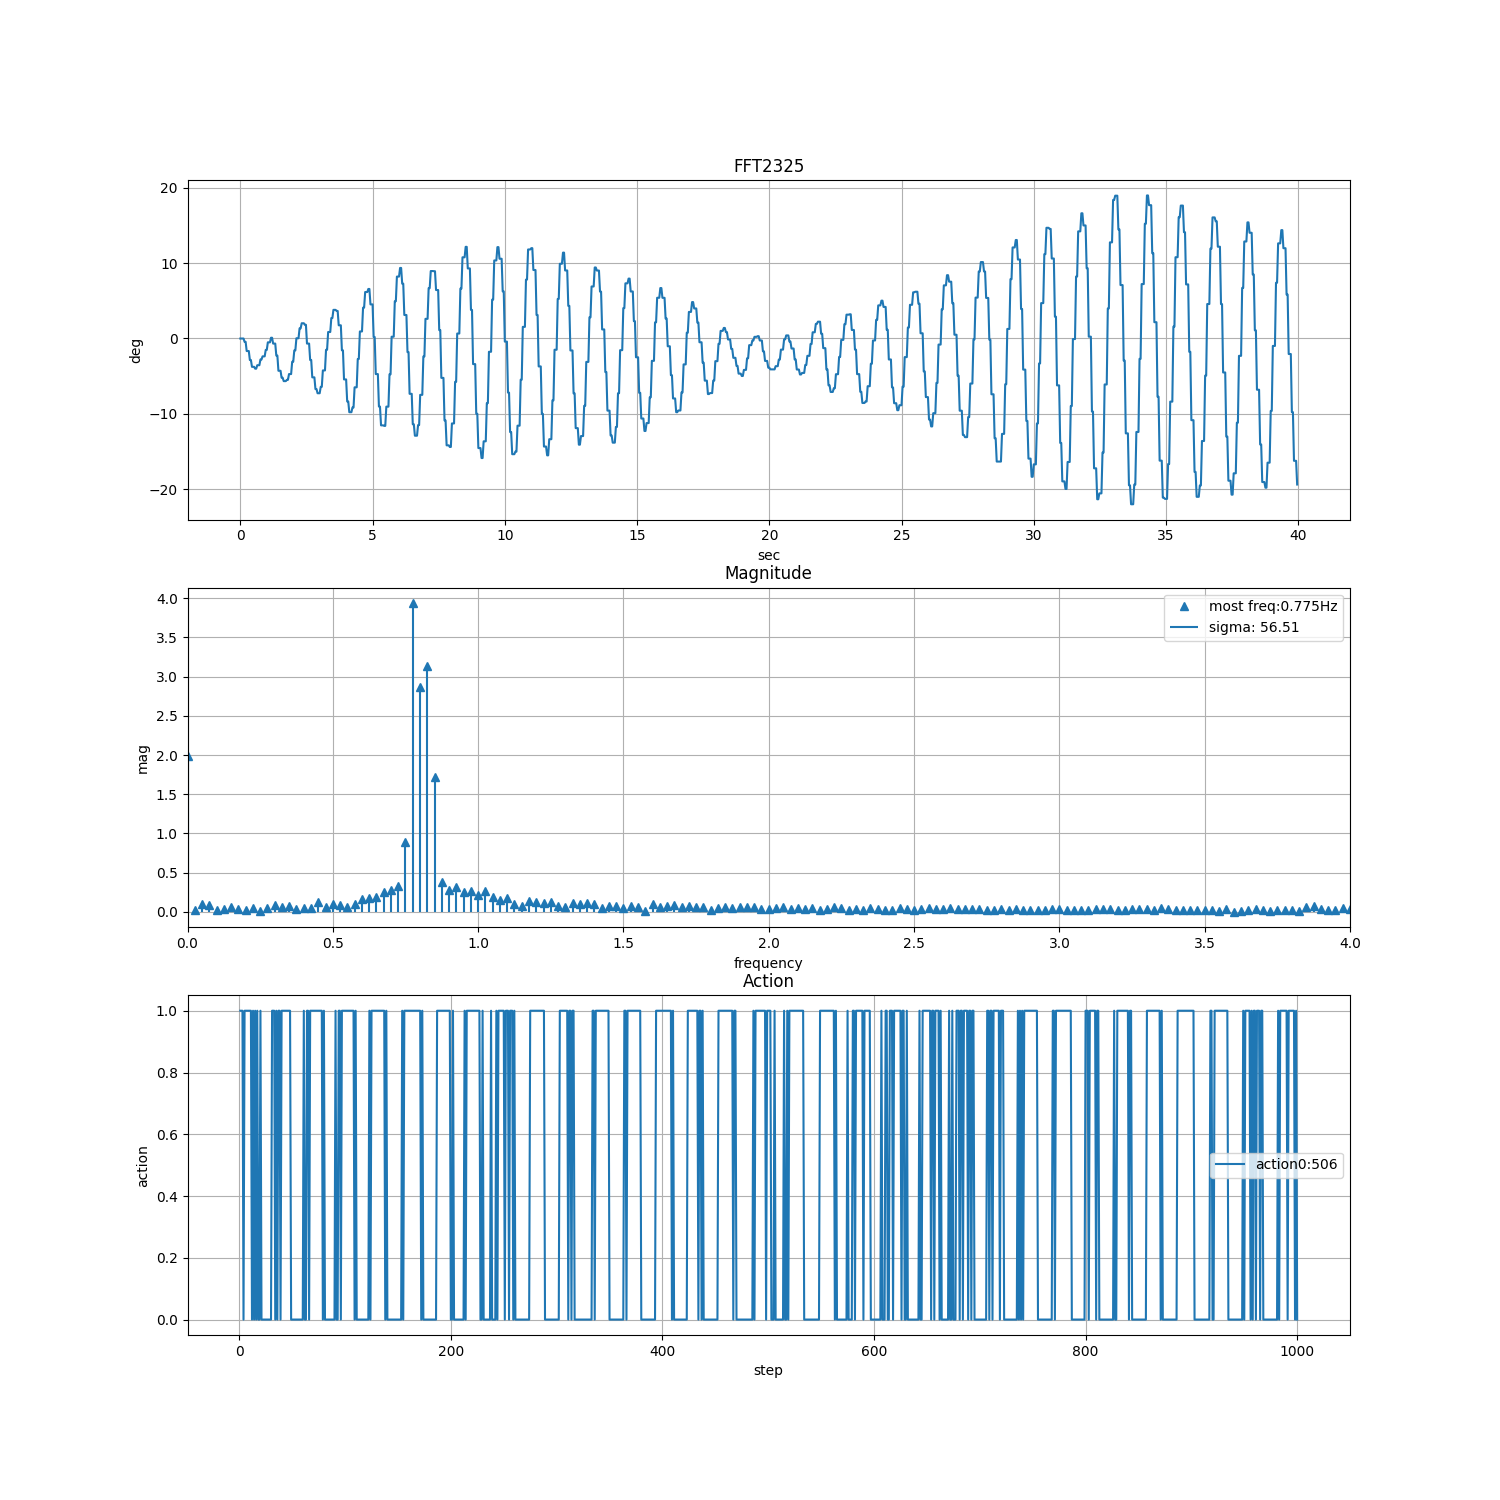 FFT2325
20
10
0
−10
−20
deg
0 5 10 15 20 25 30 35 40
sec
Magnitude
4.0
3.5
3.0
2.5
2.0
1.5
1.0
0.5
0.0
mag
most freq:0.775Hz
sigma: 56.51
0.0 0.5 1.0 1.5 2.0 2.5 3.0 3.5 4.0
frequency
Action
1.0
0.8
0.6
0.4
0.2
0.0
action
action0:506
0 200 400 600 800 1000
step